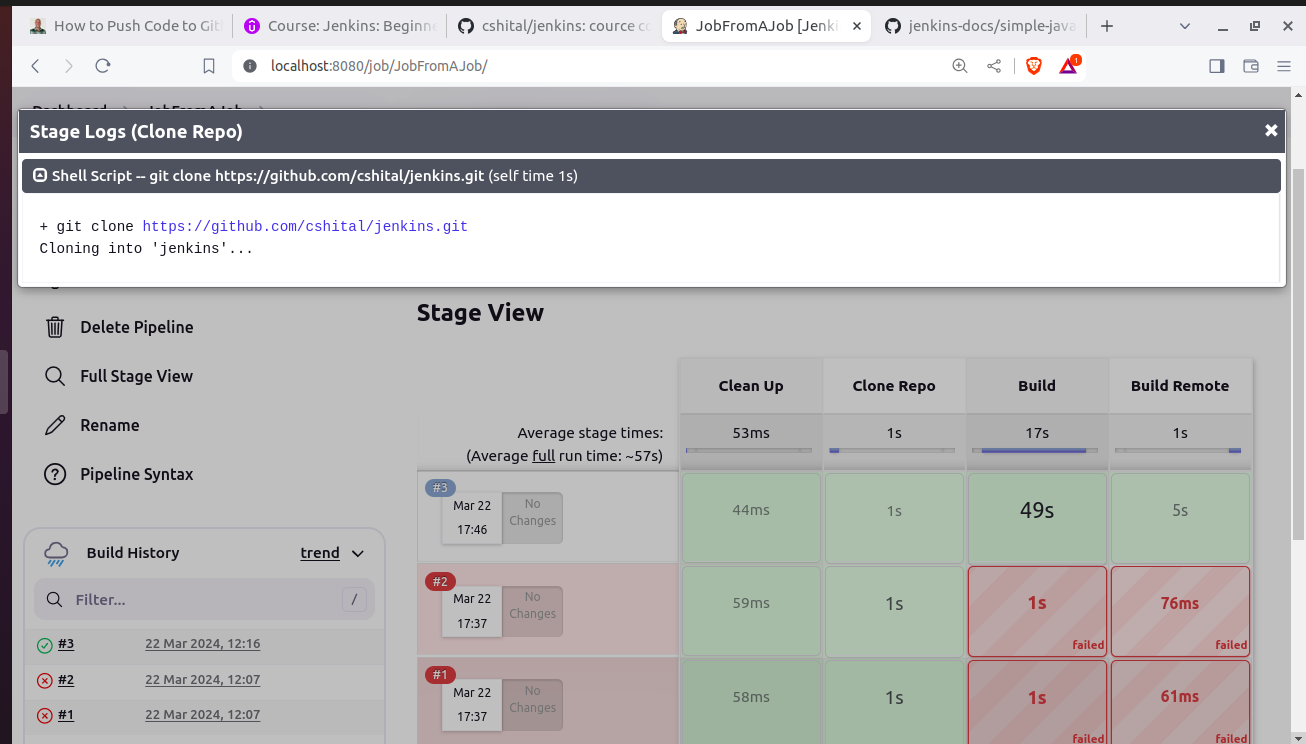 How to Push Code to Git
Course: Jenkins: Beginne
cshital/jenkins: cource co
JobFromAJob [Jenki
jenkins-docs/simple-java
localhost:8080/job/JobFromAJob/
1
Dashboard
JobFromAJob
Stage Logs (Clone Repo)
Shell Script -- git clone https://github.com/cshital/jenkins.git (self time 1s)
+ git clone https://github.com/cshital/jenkins.git
Cloning into 'jenkins'...
Stage View
Delete Pipeline
Full Stage View
Rename
Pipeline Syntax
Clean Up
Clone Repo
Build
Build Remote
Average stage times:
(Average full run time: ~57s)
53ms
1s
17s
1s
#3
Mar 22
17:46
No
Changes
44ms
1s
49s
5s
#2
Mar 22
17:37
No
Changes
59ms
1s
1s
failed
76ms
failed
#1
Mar 22
17:37
No
Changes
58ms
1s
1s
failed
61ms
failed
Build History
trend
Filter...
/
#3
22 Mar 2024, 12:16
#2
22 Mar 2024, 12:07
#1
22 Mar 2024, 12:07